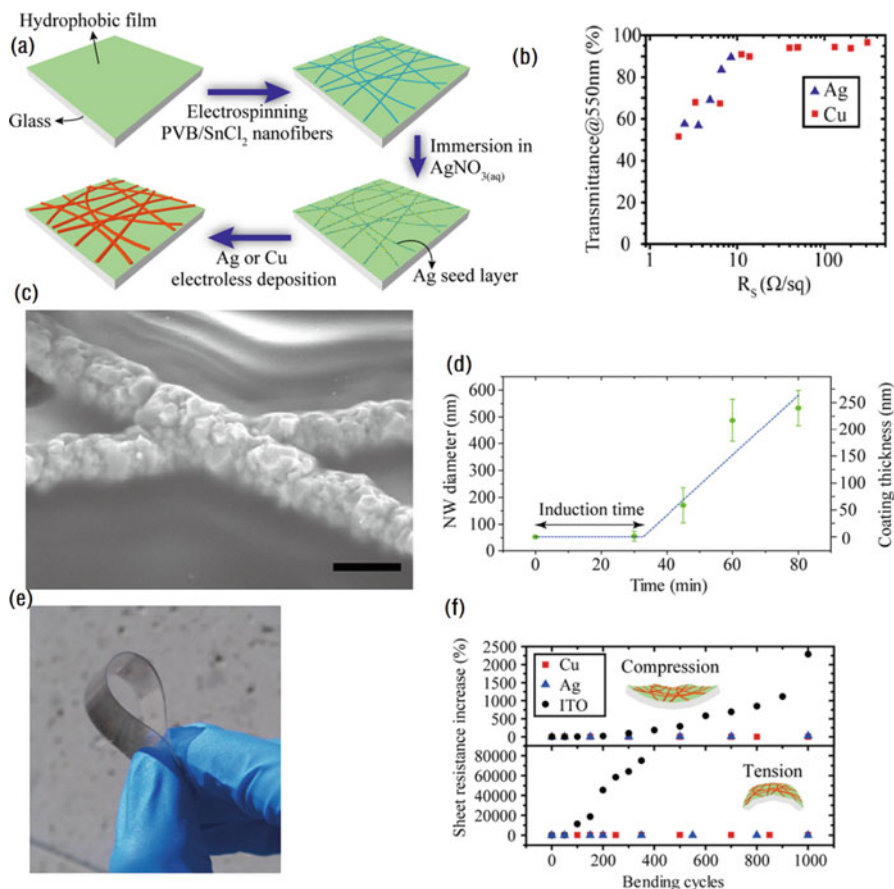 (a)
Hydrophobic film
Glass
Electrospinning
PVB/SnCl₂ nanofibers
Immersion in
AgNO₃(aq)
Ag seed layer
Ag or Cu
electroless deposition
(b)
Transmittance@550nm (%)
100
80
60
40
20
0
Ag
Cu
1 10 100
R_S (Ω/sq)
(c)
(d)
NW diameter (nm)
600
500
400
300
200
100
0
Induction time
250
200
150
100
50
0
Coating thickness (nm)
0 20 40 60 80
Time (min)
(e)
(f)
Sheet resistance increase (%)
2500
2000
1500
1000
500
0
Cu
Ag
ITO
Compression
80000
60000
40000
20000
0
Tension
0 200 400 600 800 1000
Bending cycles